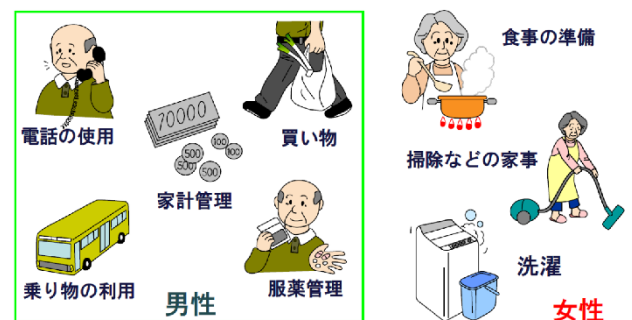 電話の使用
買い物
10000
500
100
100
500
500
家計管理
乗り物の利用
服薬管理
男性
食事の準備
掃除などの家事
洗濯
女性